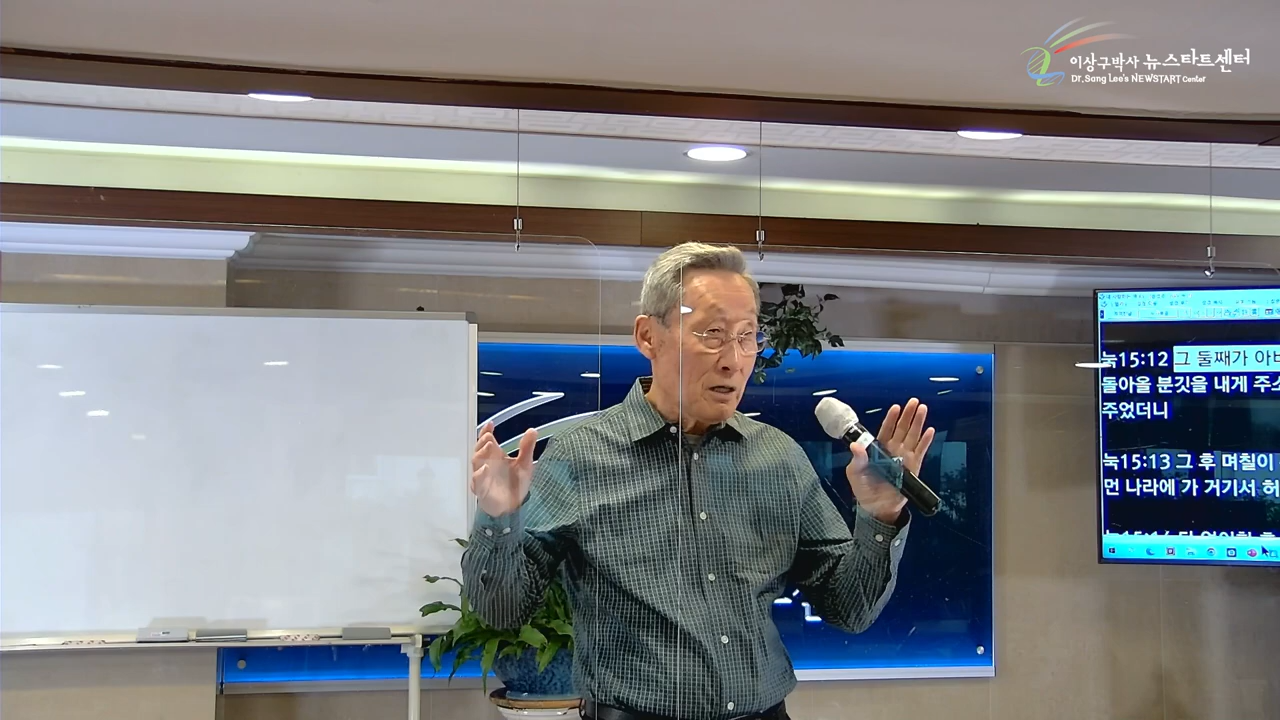 이상구박사 뉴스타트센터
Dr. Sang Lee's NEWSTART Center
눅15:12 그 둘째가 아
돌아올 분깃을 내게 주
주었더니
눅15:13 그 후 며칠이
먼 나라에 가 거기서 허